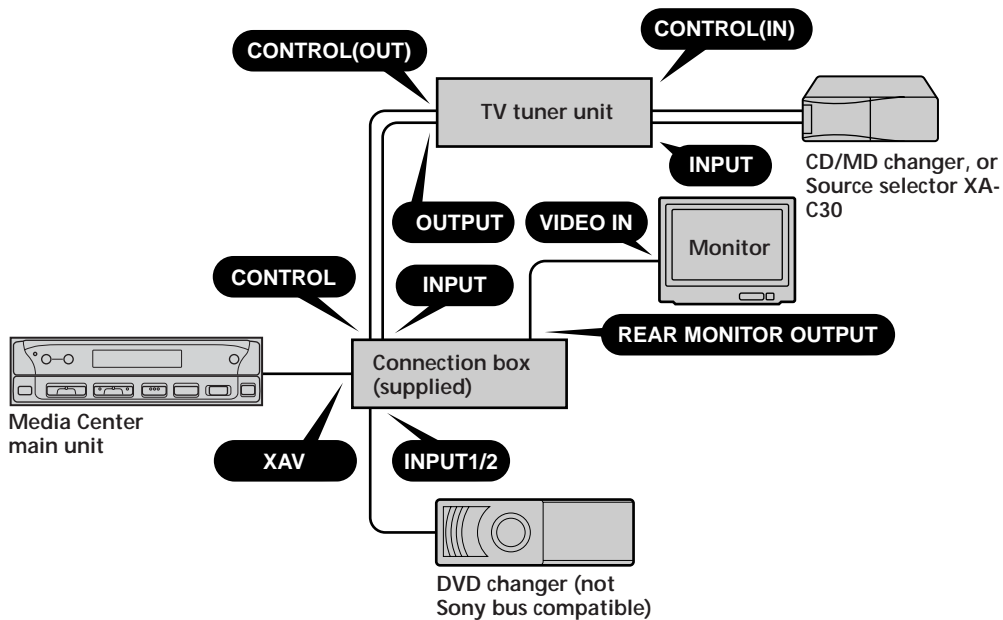 CONTROL(IN)
CONTROL(OUT)
TV tuner unit
INPUT
CD/MD changer, or
Source selector XA-
C30
OUTPUT
VIDEO IN
Monitor
CONTROL
INPUT
REAR MONITOR OUTPUT
Connection box
(supplied)
Media Center
main unit
XAV
INPUT1/2
DVD changer (not
Sony bus compatible)